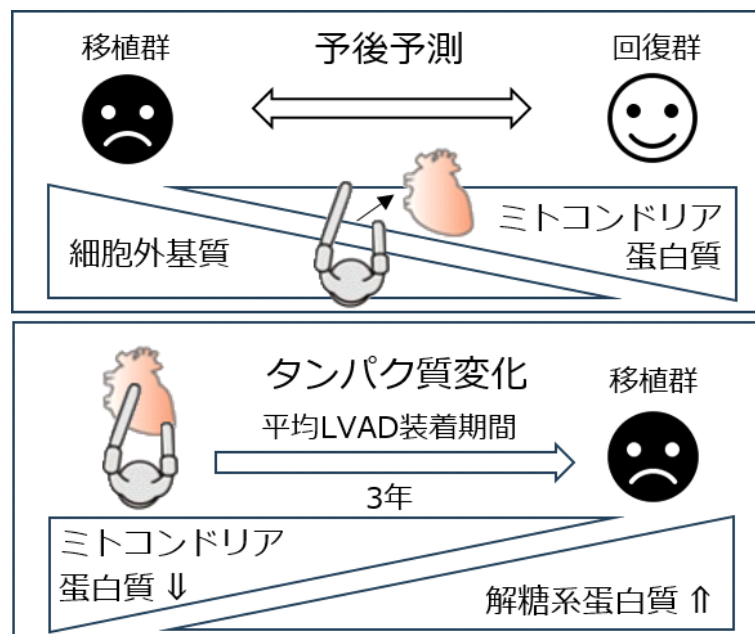 移植群
予後予測
回復群
細胞外基質
ミトコンドリア
蛋白質
タンパク質変化
移植群
平均LVAD装着期間
3年
ミトコンドリア
蛋白質⇓
解糖系蛋白質⇑